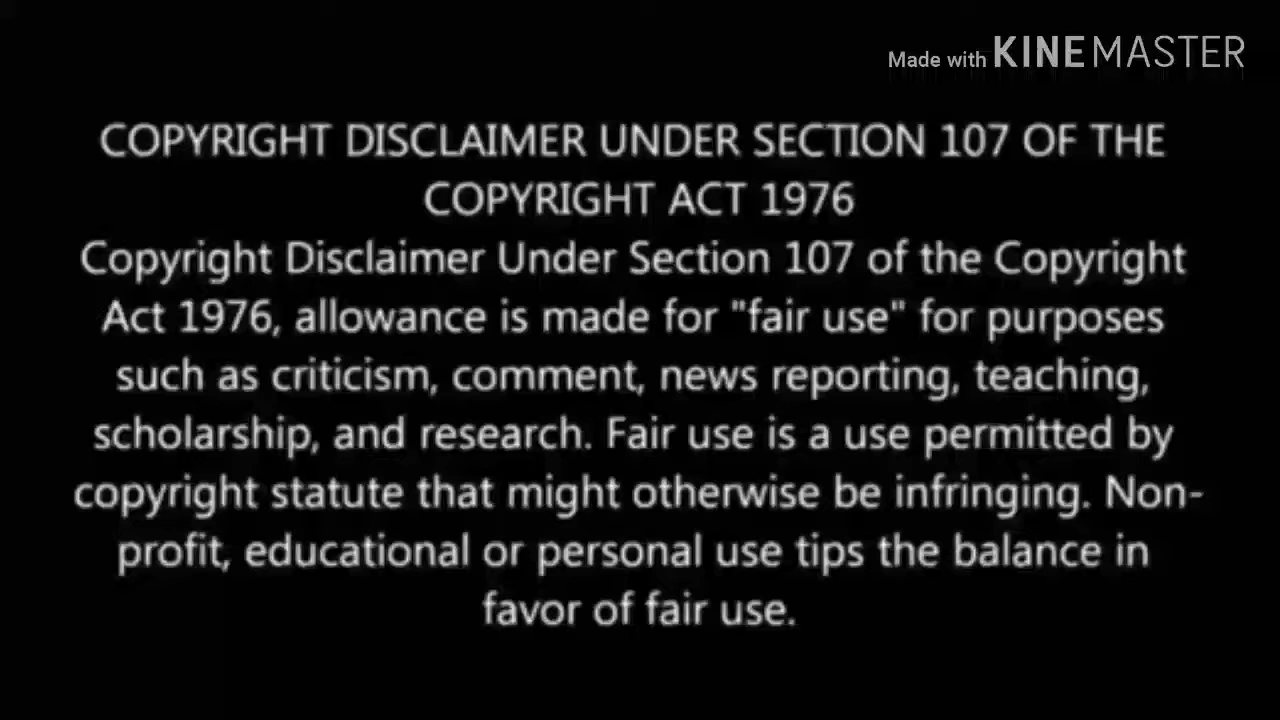 Made with KINEMASTER
COPYRIGHT DISCLAIMER UNDER SECTION 107 OF THE
COPYRIGHT ACT 1976
Copyright Disclaimer Under Section 107 of the Copyright
Act 1976, allowance is made for "fair use" for purposes
such as criticism, comment, news reporting, teaching,
scholarship, and research. Fair use is a use permitted by
copyright statute that might otherwise be infringing. Non-
profit, educational or personal use tips the balance in
favor of fair use.